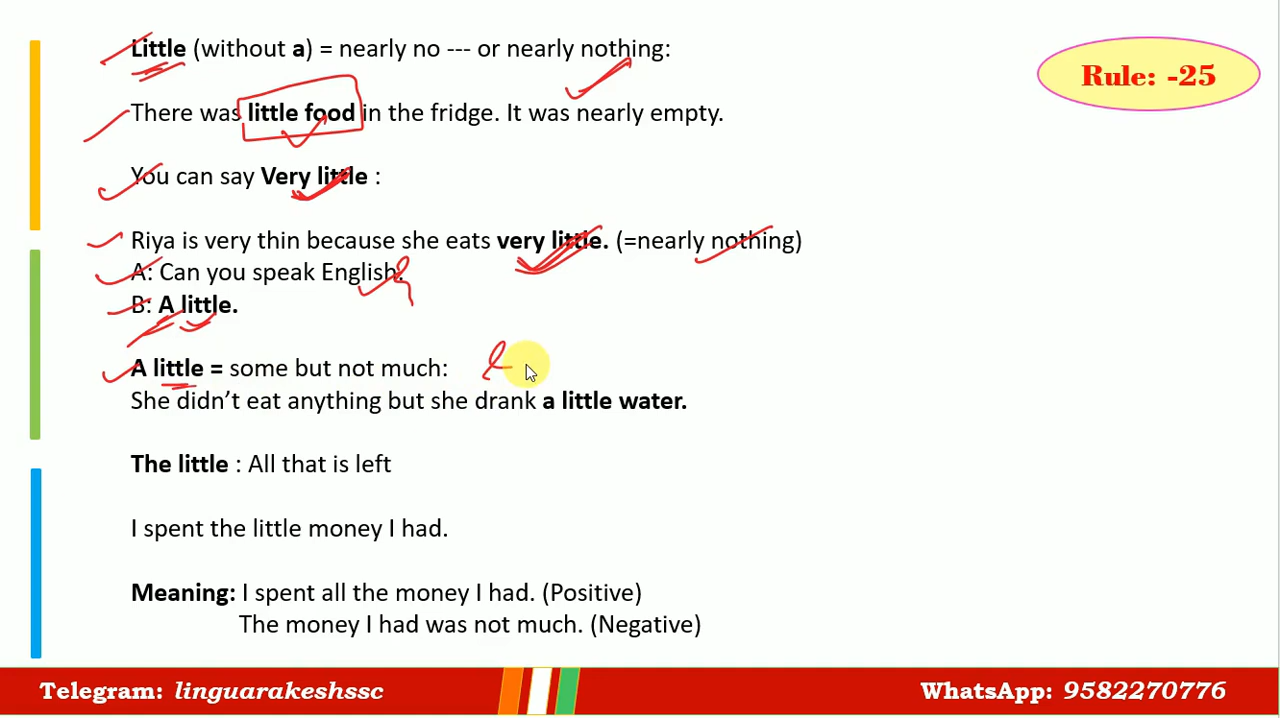 Little (without a) = nearly no --- or nearly nothing:
Rule: -25
There was little food in the fridge. It was nearly empty.
You can say Very little :
Riya is very thin because she eats very little. (=nearly nothing)
A: Can you speak English.
B: A little.
A little = some but not much:
She didn’t eat anything but she drank a little water.
The little : All that is left
I spent the little money I had.
Meaning: I spent all the money I had. (Positive)
The money I had was not much. (Negative)
Telegram: linguarakeshssc
WhatsApp: 9582270776